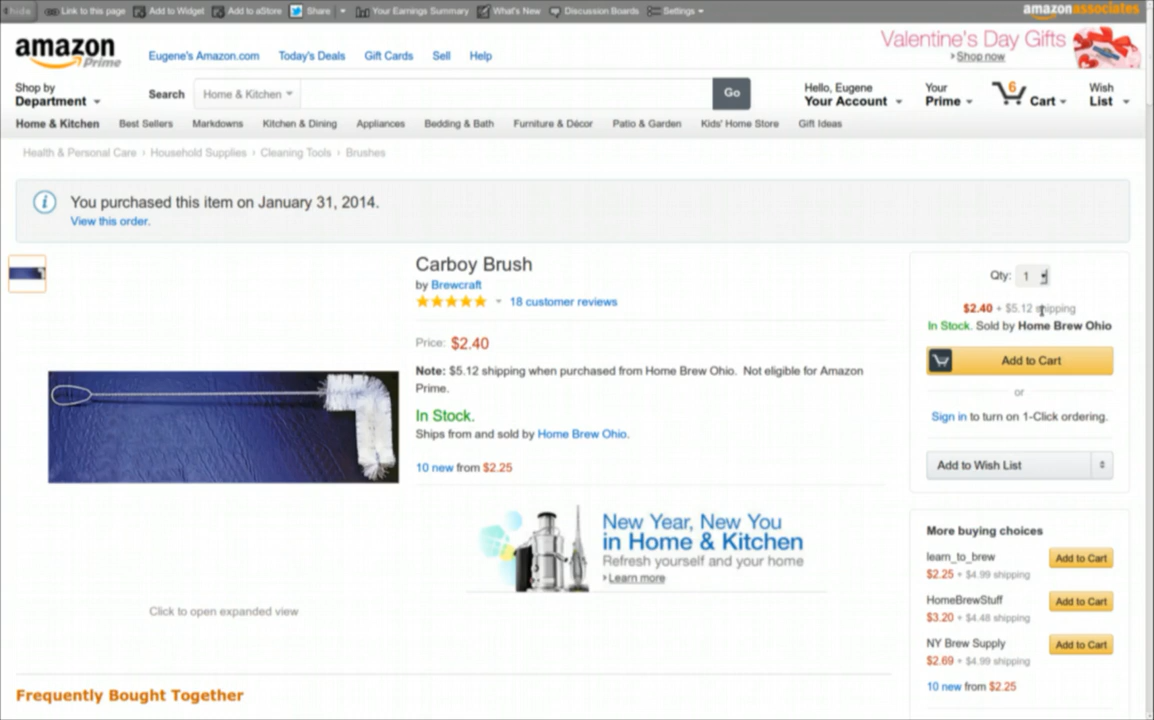 hide Link to this page Add to Widget Add to aStore Share Your Earnings Summary What's New Discussion Boards Settings amazonassociates
amazon Prime
Eugene's Amazon.com Today's Deals Gift Cards Sell Help
Valentine's Day Gifts
Shop now
Shop by Department
Search Home & Kitchen Go
Hello, Eugene Your Account
Your Prime
6 Cart
Wish List
Home & Kitchen Best Sellers Markdowns Kitchen & Dining Appliances Bedding & Bath Furniture & Décor Patio & Garden Kids' Home Store Gift Ideas
Health & Personal Care › Household Supplies › Cleaning Tools › Brushes
You purchased this item on January 31, 2014.
View this order.
Carboy Brush
by Brewcraft
18 customer reviews
Price: $2.40
Note: $5.12 shipping when purchased from Home Brew Ohio. Not eligible for Amazon
Prime.
In Stock.
Ships from and sold by Home Brew Ohio.
10 new from $2.25
New Year, New You
in Home & Kitchen
Refresh yourself and your home
Learn more
Click to open expanded view
Frequently Bought Together
Qty: 1
$2.40 + $5.12 shipping
In Stock. Sold by Home Brew Ohio
Add to Cart
or
Sign in to turn on 1-Click ordering.
Add to Wish List
More buying choices
learn_to_brew
$2.25 + $4.99 shipping
Add to Cart
HomeBrewStuff
$3.20 + $4.48 shipping
Add to Cart
NY Brew Supply
$2.69 + $4.99 shipping
Add to Cart
10 new from $2.25